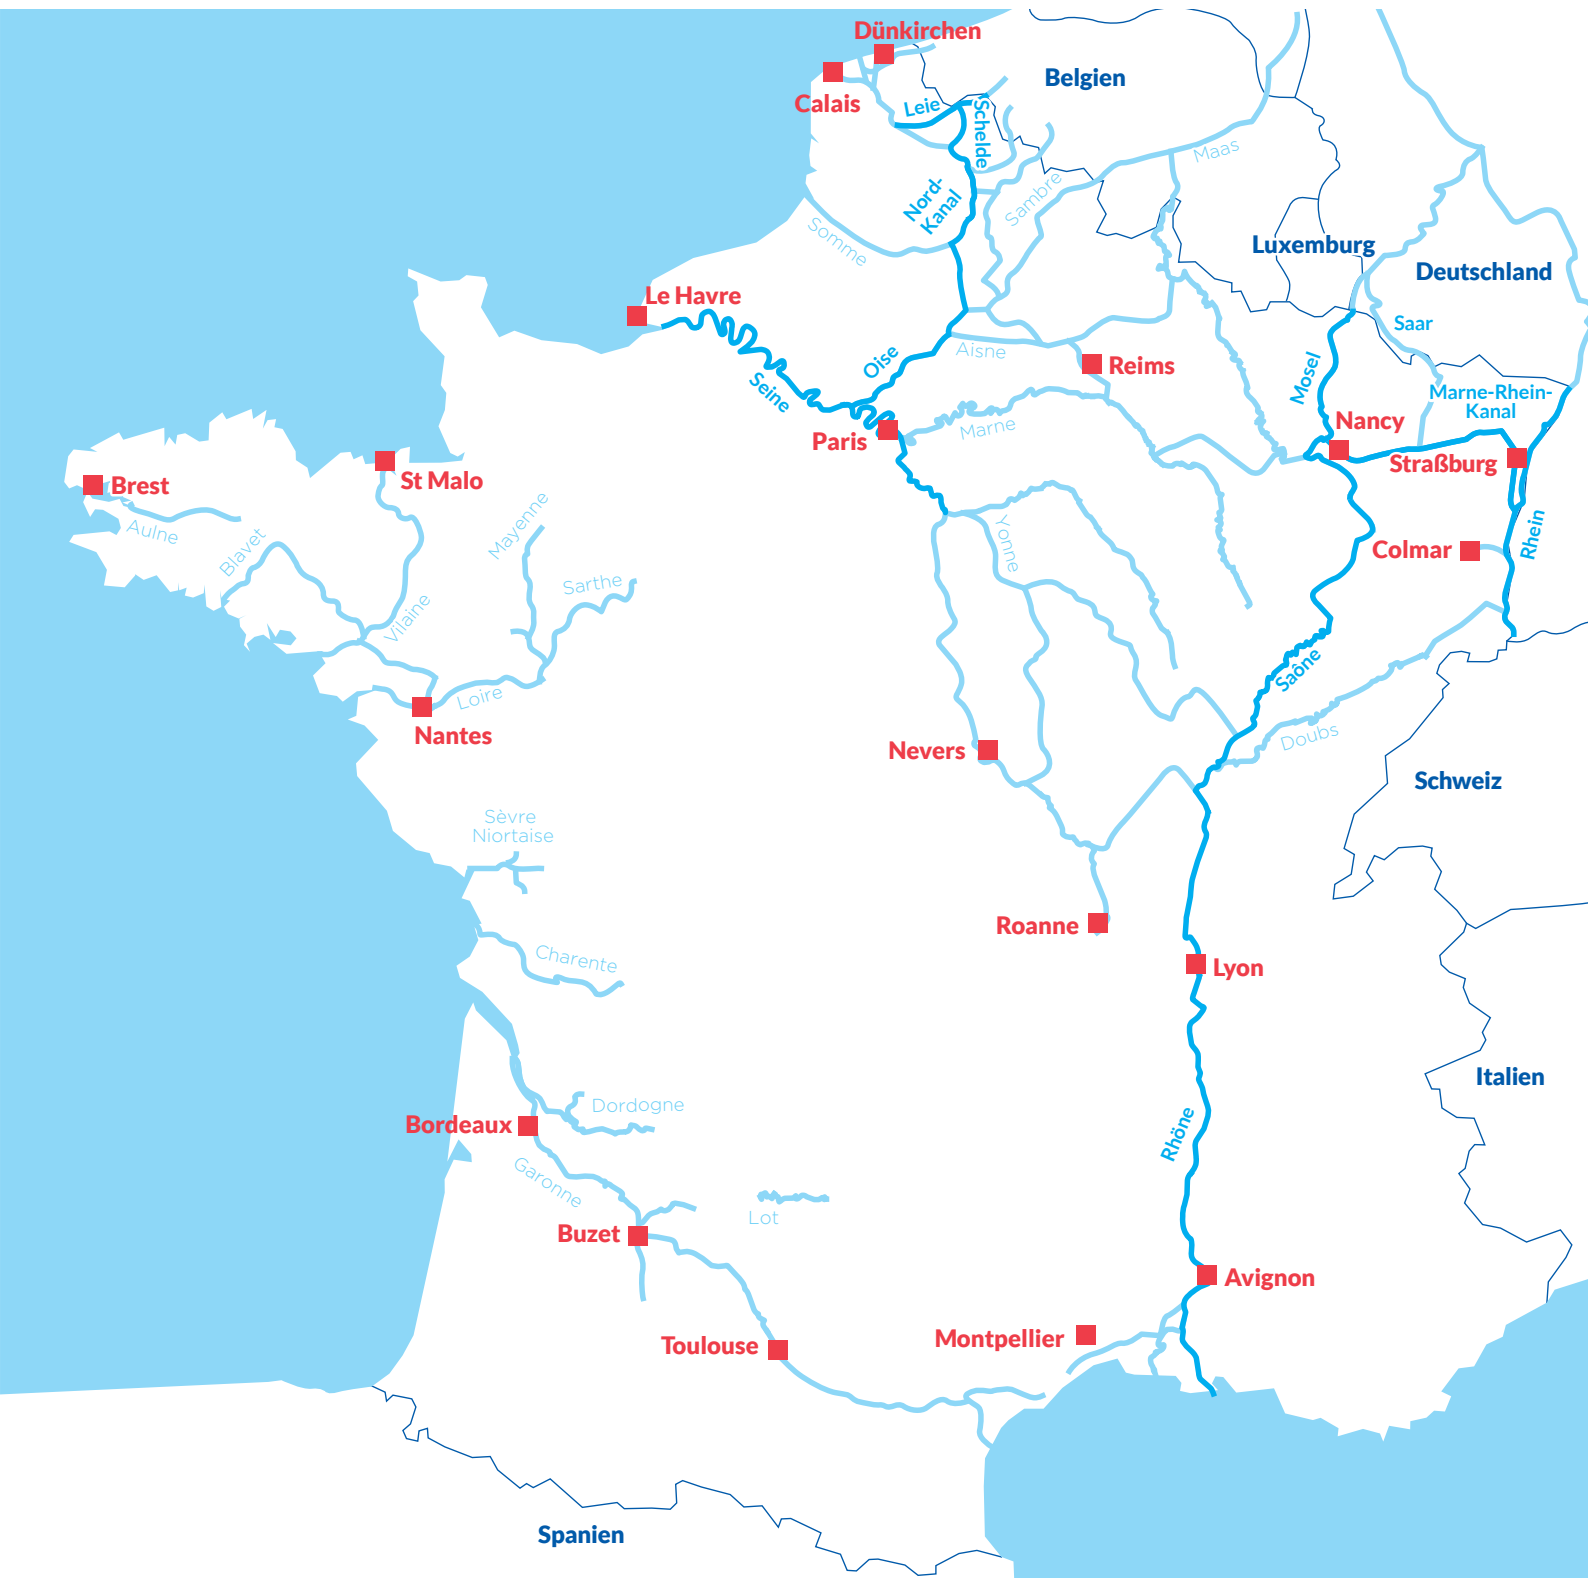 Dünkirchen
Belgien
Calais
Leie
Schelde
Maas
Nord-
Kanal
Sambre
Somme
Luxemburg
Deutschland
Le Havre
Saar
Oise
Aisne
Reims
Seine
Mosel
Marne-Rhein-
Kanal
Nancy
Marne
Paris
Straßburg
St Malo
Brest
Aulne
Blavet
Mayenne
Yonne
Colmar
Rhein
Sarthe
Vilaine
Saône
Loire
Nantes
Doubs
Nevers
Schweiz
Sèvre
Niortaise
Roanne
Charente
Lyon
Italien
Dordogne
Bordeaux
Rhöne
Garonne
Lot
Buzet
Avignon
Toulouse
Montpellier
Spanien